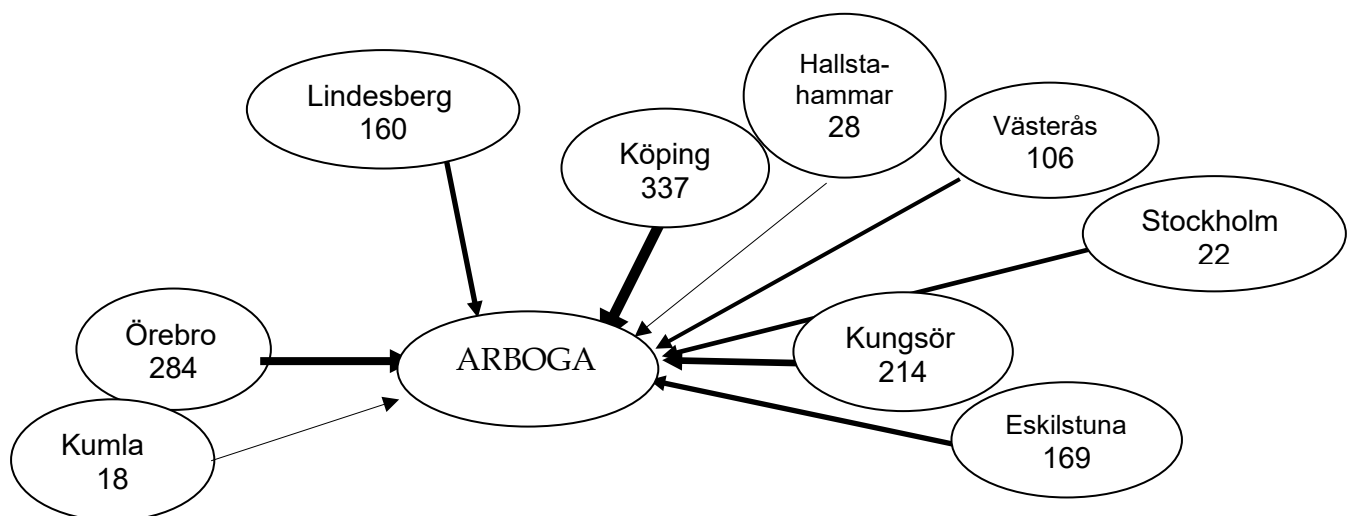 Hallsta-
hammar
28
Lindesberg
160
Västerås
106
Köping
337
Stockholm
22
Örebro
284
ARBOGA
Kungsör
214
Eskilstuna
169
Kumla
18